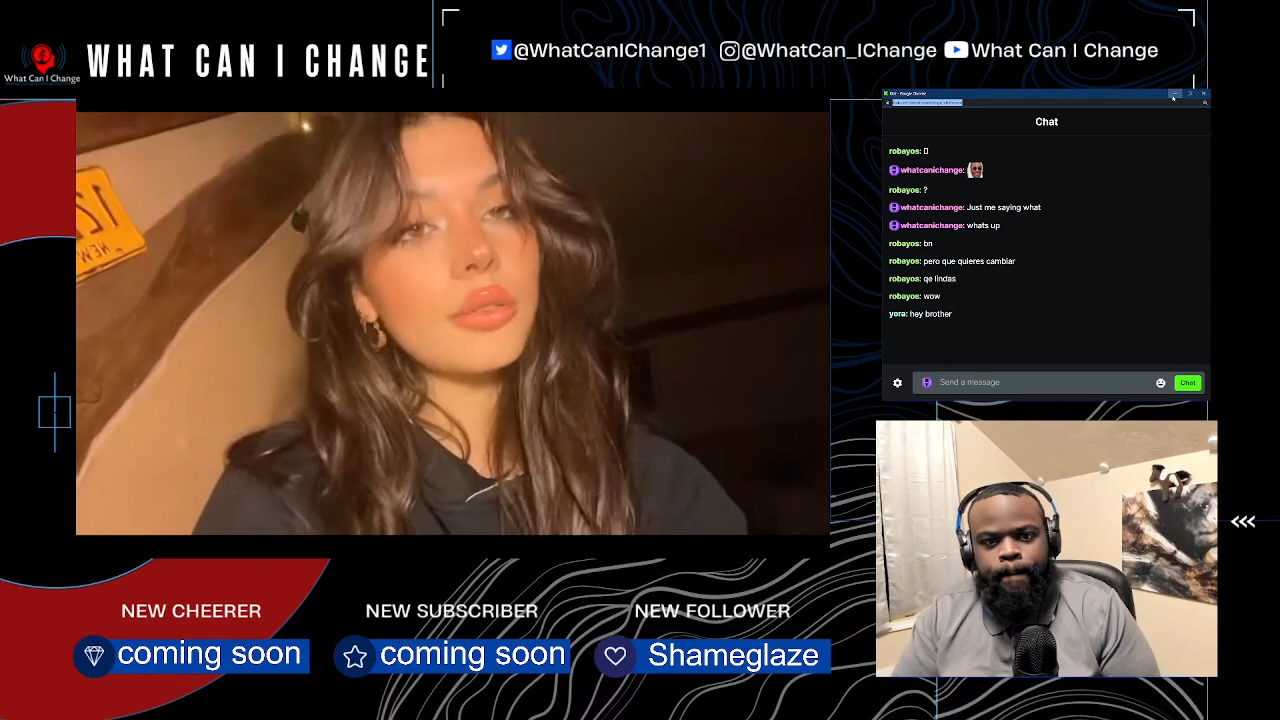 What Can I Change
WHAT CAN I CHANGE
@WhatCanIChange1
@WhatCan_IChange
What Can I Change
Chat
robayos:
whatcanichange:
robayos: ?
whatcanichange: Just me saying what
whatcanichange: whats up
robayos: bn
robayos: pero que quieres cambiar
robayos: qe lindas
robayos: wow
yora: hey brother
Send a message
Chat
NEW CHEERER
coming soon
NEW SUBSCRIBER
coming soon
NEW FOLLOWER
Shameglaze